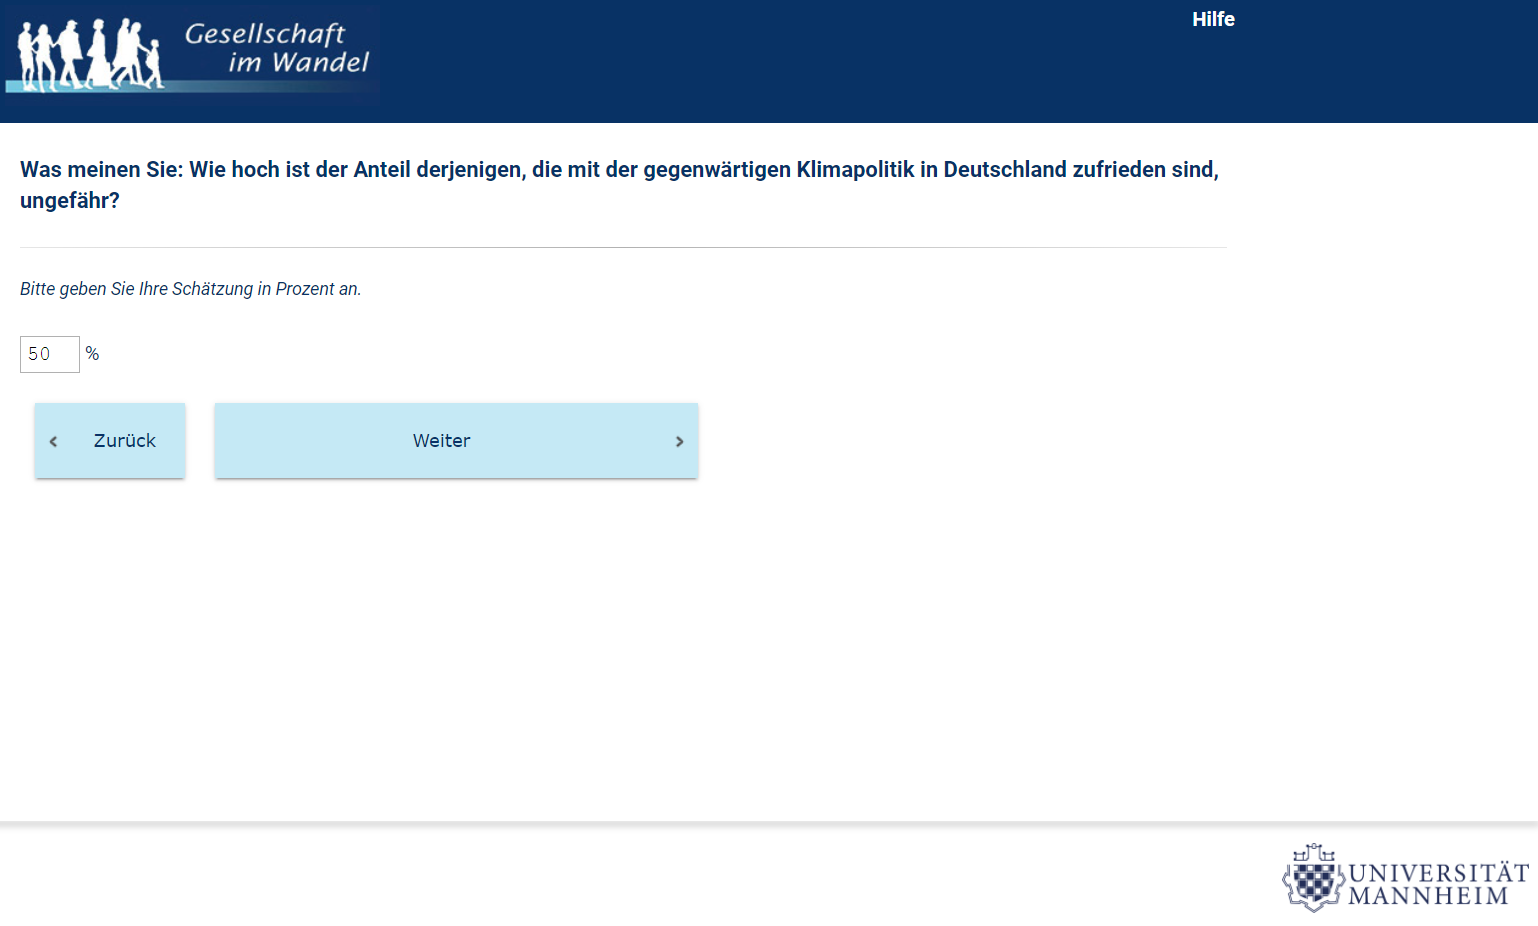 Gesellschaft
im Wandel
Hilfe
Was meinen Sie: Wie hoch ist der Anteil derjenigen, die mit der gegenwärtigen Klimapolitik in Deutschland zufrieden sind,
ungefähr?
Bitte geben Sie Ihre Schätzung in Prozent an.
50 %
Zurück
Weiter
UNIVERSITÄT
MANNHEIM